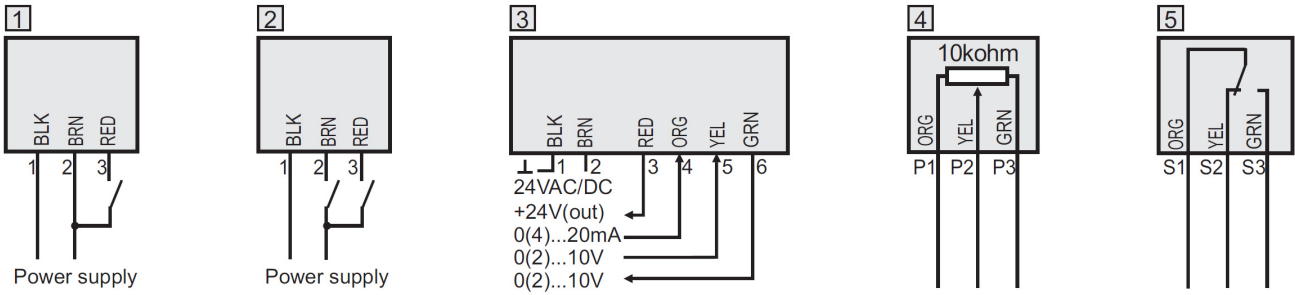 1
BLK BRN RED
1 2 3
Power supply
2
BLK BRN RED
1 2 3
Power supply
3
BLK BRN RED ORG YEL GRN
1 2 3 4 5 6
24VAC/DC
+24V(out)
0(4)...20mA
0(2)...10V
0(2)...10V
4
10kohm
ORG YEL GRN
P1 P2 P3
5
ORG YEL GRN
S1 S2 S3